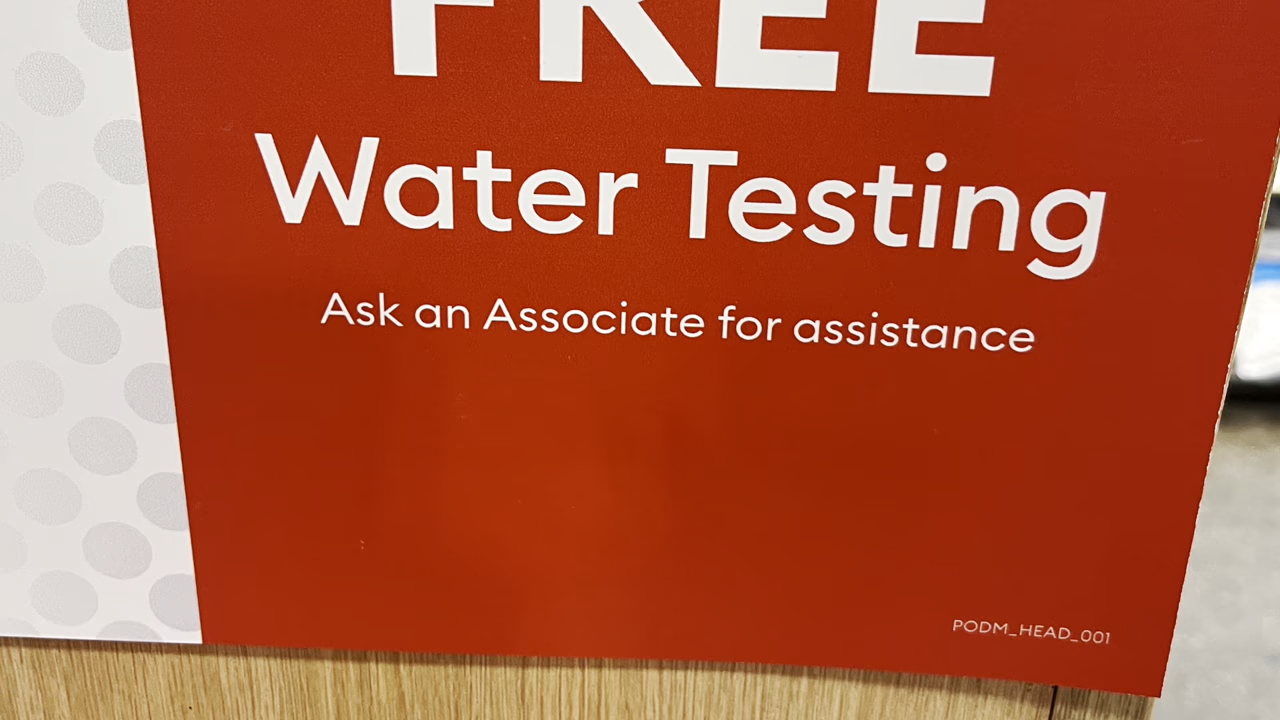 FREE
Water Testing
Ask an Associate for assistance
PODM_HEAD_001